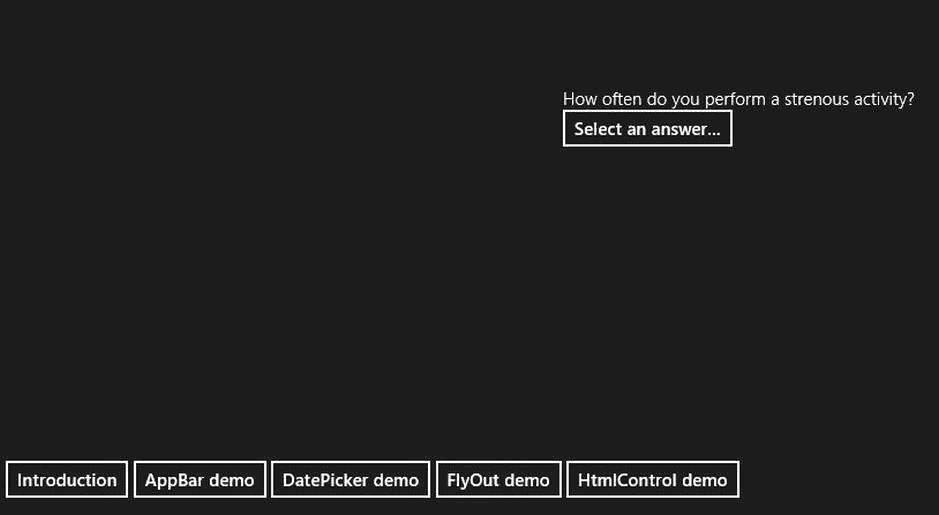 How often do you perform a strenous activity?
Select an answer...
Introduction AppBar demo DatePicker demo FlyOut demo HtmlControl demo